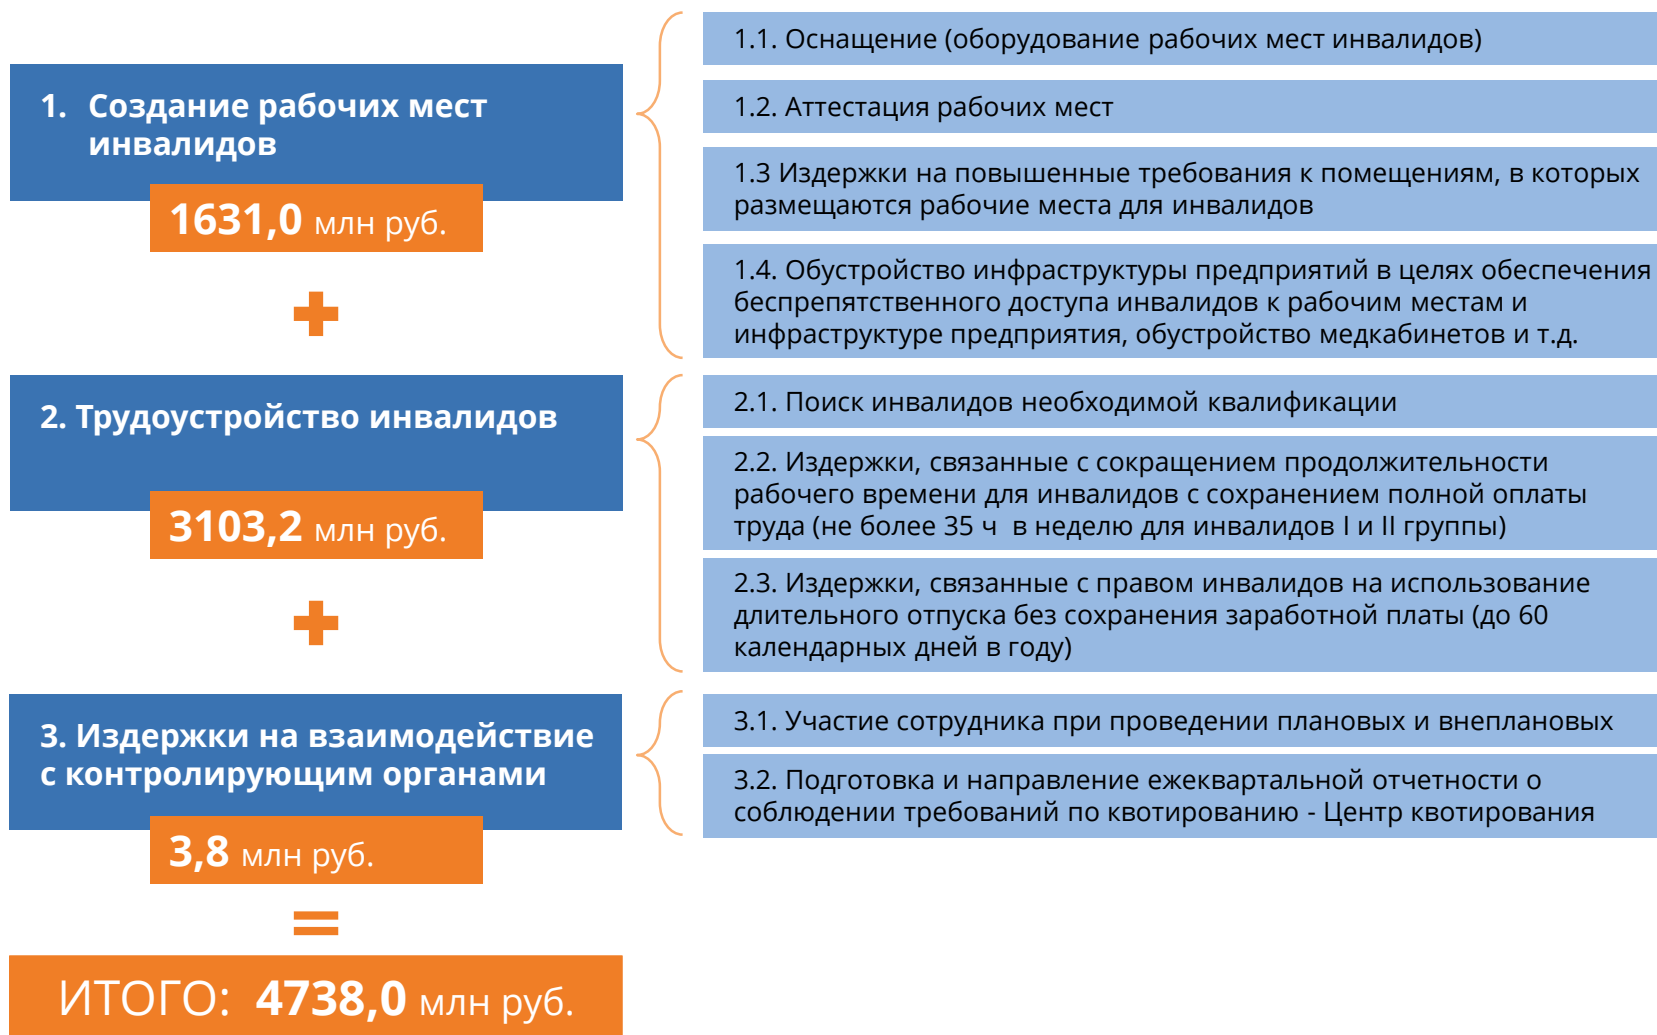 1. Создание рабочих мест
инвалидов
1631,0 млн руб.
1.1. Оснащение (оборудование рабочих мест инвалидов)
1.2. Аттестация рабочих мест
1.3 Издержки на повышенные требования к помещениям, в которых
размещаются рабочие места для инвалидов
1.4. Обустройство инфраструктуры предприятий в целях обеспечения
беспрепятственного доступа инвалидов к рабочим местам и
инфраструктуре предприятия, обустройство медкабинетов и т.д.
+
2. Трудоустройство инвалидов
3103,2 млн руб.
2.1. Поиск инвалидов необходимой квалификации
2.2. Издержки, связанные с сокращением продолжительности
рабочего времени для инвалидов с сохранением полной оплаты
труда (не более 35 ч в неделю для инвалидов I и II группы)
2.3. Издержки, связанные с правом инвалидов на использование
длительного отпуска без сохранения заработной платы (до 60
календарных дней в году)
+
3. Издержки на взаимодействие
с контролирующим органами
3,8 млн руб.
3.1. Участие сотрудника при проведении плановых и внеплановых
3.2. Подготовка и направление ежеквартальной отчетности о
соблюдении требований по квотированию - Центр квотирования
=
ИТОГО: 4738,0 млн руб.